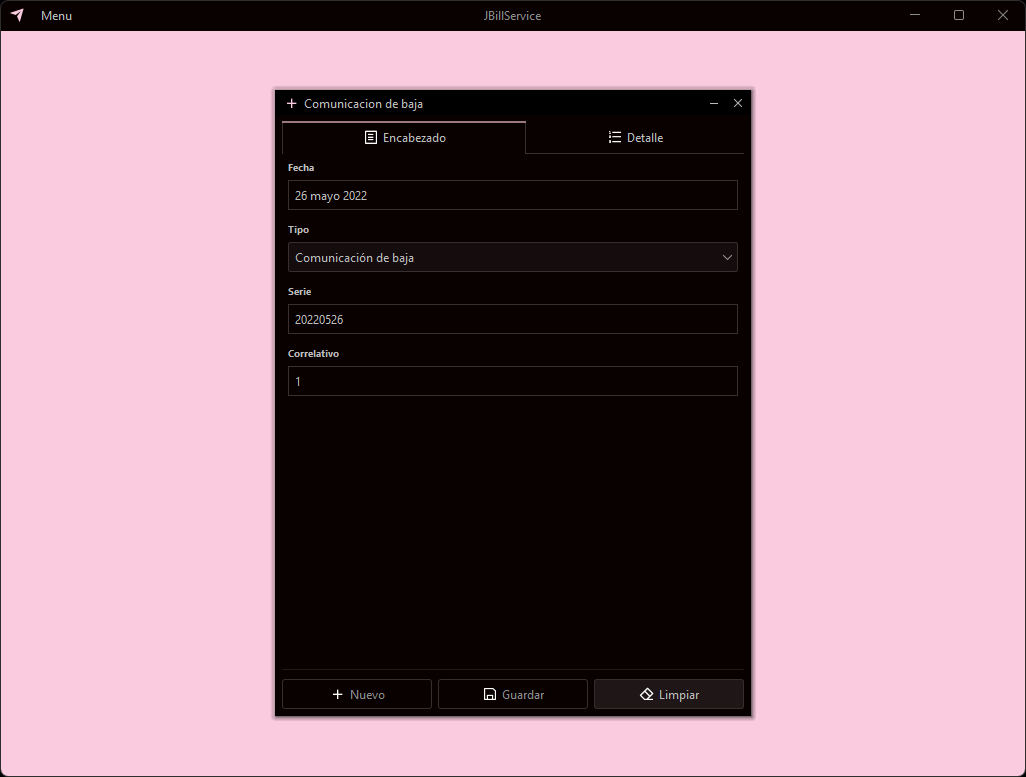 Menu
JBillService
Comunicacion de baja
Encabezado
Detalle
Fecha
26 mayo 2022
Tipo
Comunicación de baja
Serie
20220526
Correlativo
1
Nuevo
Guardar
Limpiar